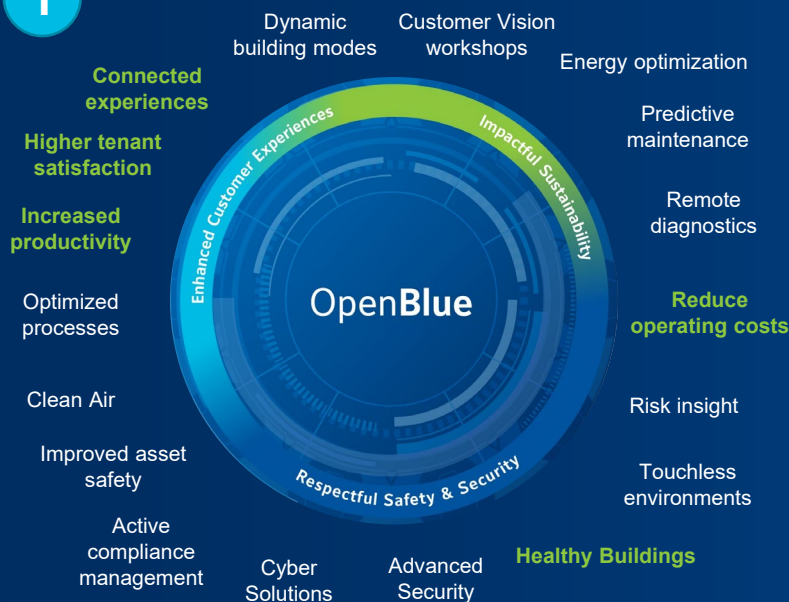 Dynamic
building modes
Customer Vision
workshops
Energy optimization
Connected
experiences
Predictive
maintenance
Higher tenant
satisfaction
Remote
diagnostics
Increased
productivity
Enhanced Customer Experiences
Impactful Sustainability
OpenBlue
Optimized
processes
Reduce
operating costs
Clean Air
Risk insight
Improved asset
safety
Respectful Safety & Security
Touchless
environments
Active
compliance
management
Cyber
Solutions
Advanced
Security
Healthy Buildings